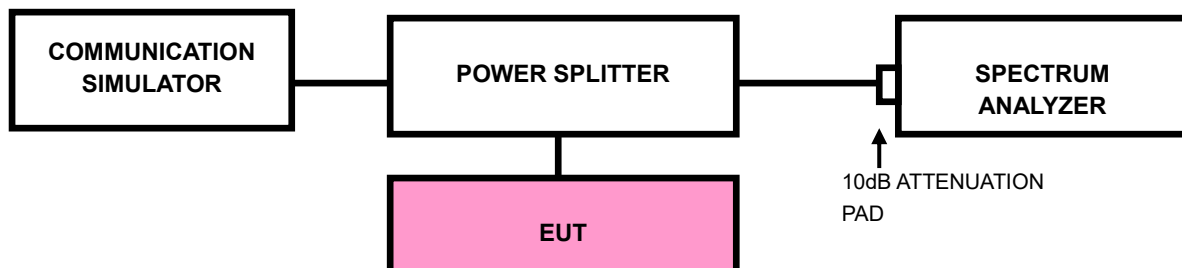 COMMUNICATION
SIMULATOR
POWER SPLITTER
SPECTRUM
ANALYZER
10dB ATTENUATION
PAD
EUT